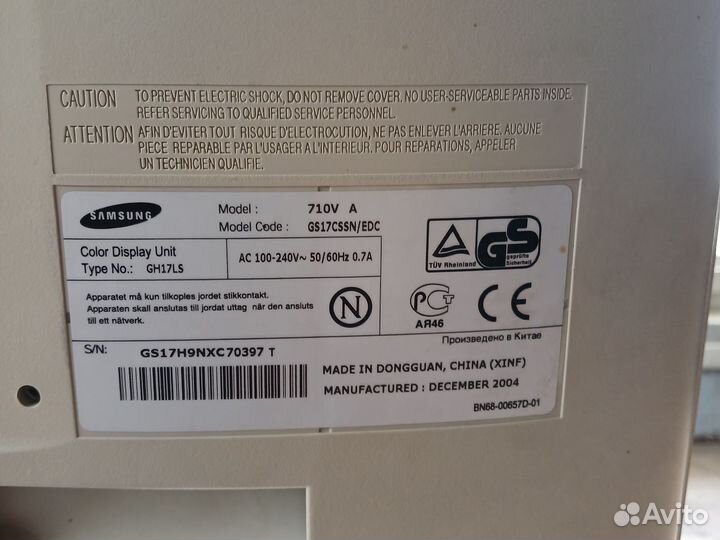 CAUTION TO PREVENT ELECTRIC SHOCK, DO NOT REMOVE COVER. NO USER-SERVICEABLE PARTS INSIDE.
REFER SERVICING TO QUALIFIED SERVICE PERSONNEL.
ATTENTION AFIN D'EVITER TOUT RISQUE D'ELECTROCUTION, NE PAS ENLEVER L'ARRIERE. AUCUNE
PIECE REPARABLE PAR L'USAGER A L'INTERIEUR. POUR REPARATIONS, APPELER
UN TECHNICIEN QUALIFIE.
SAMSUNG
Model : 710V A
Model Code : GS17CSSN/EDC
Color Display Unit
Type No.: GH17LS
AC 100-240V~ 50/60Hz 0.7A
TÜV Rheinland
GS
geprüfte
Sicherheit
Apparatet må kun tilkoples jordet stikkontakt.
Apparaten skall anslutas till jordat uttag när den ansluts
till ett nätverk.
N
РСТ
АЯ46
CE
Произведено в Китае
S/N: GS17H9NXC70397 T
MADE IN DONGGUAN, CHINA (XINF)
MANUFACTURED : DECEMBER 2004
BN68-00657D-01
Avito